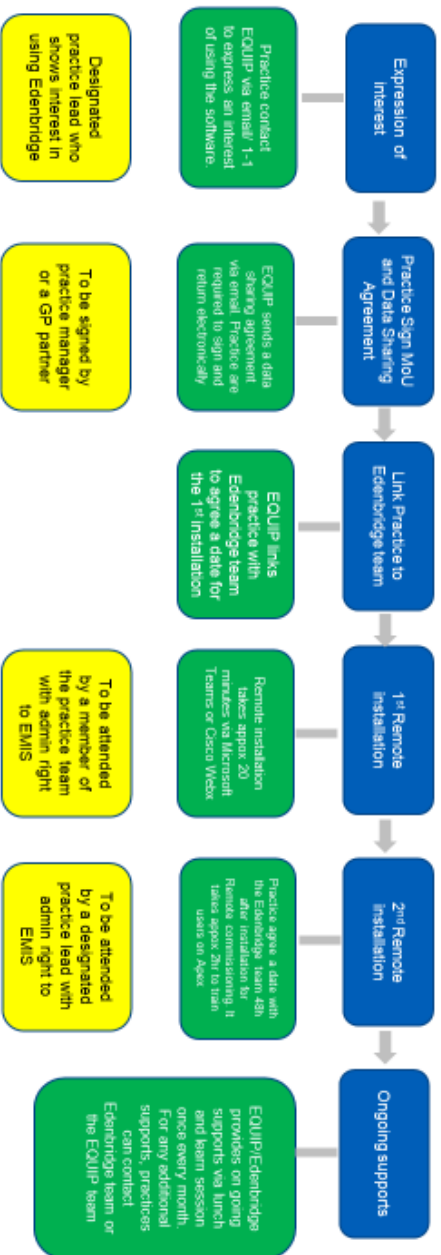 Expression of
interest
Practice Sign MoU
and Data Sharing
Agreement
Link Practice to
Edenbridge team
1st Remote
installation
2nd Remote
installation
Ongoing supports
Practice contact
EQUIP via email/ 1-1
to express an interest
of using the software.
EQUIP sends a data
sharing agreement
via email. Practice are
required to sign and
return electronically
EQUIP links
practice with
Edenbridge team
to agree a date for
the 1st installation
Remote installation
takes appox 20
minutes via Microsoft
Teams or Cisco Webx
Practice agree a date with
the Edenbridge team 48h
after installation for
Remote commissioning. It
takes appox 2hr to train
users on Apex
EQUIP/Edenbridge
provides on going
supports via lunch
and learn session
once every month.
For any additional
supports, practices
can contact
Edenbridge team or
the EQUIP team
Designated
practice lead who
shows interest in
using Edenbridge
To be signed by
practice manager
or a GP partner
To be attended
by a member of
the practice team
with admin right
to EMIS
To be attended
by a designated
practice lead with
admin right to
EMIS